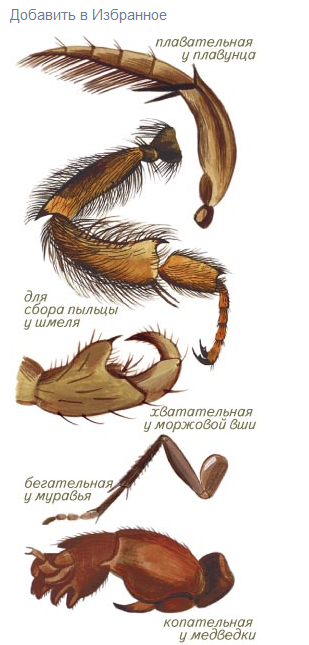 Добавить в Избранное
плавательная
у плавунца
для
сбора пыльцы
у шмеля
хватательная
у моржовой вши
бегательная
у муравья
копательная
у медведки